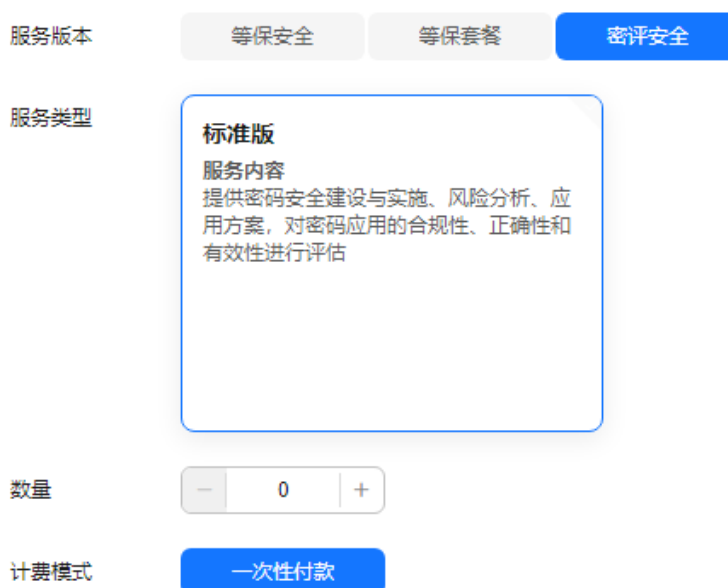 服务版本 等保安全 等保套餐 密评安全
服务类型
标准版
服务内容
提供密码安全建设与实施、风险分析、应
用方案，对密码应用的合规性、正确性和
有效性进行评估
数量 − 0 +
计费模式 一次性付款